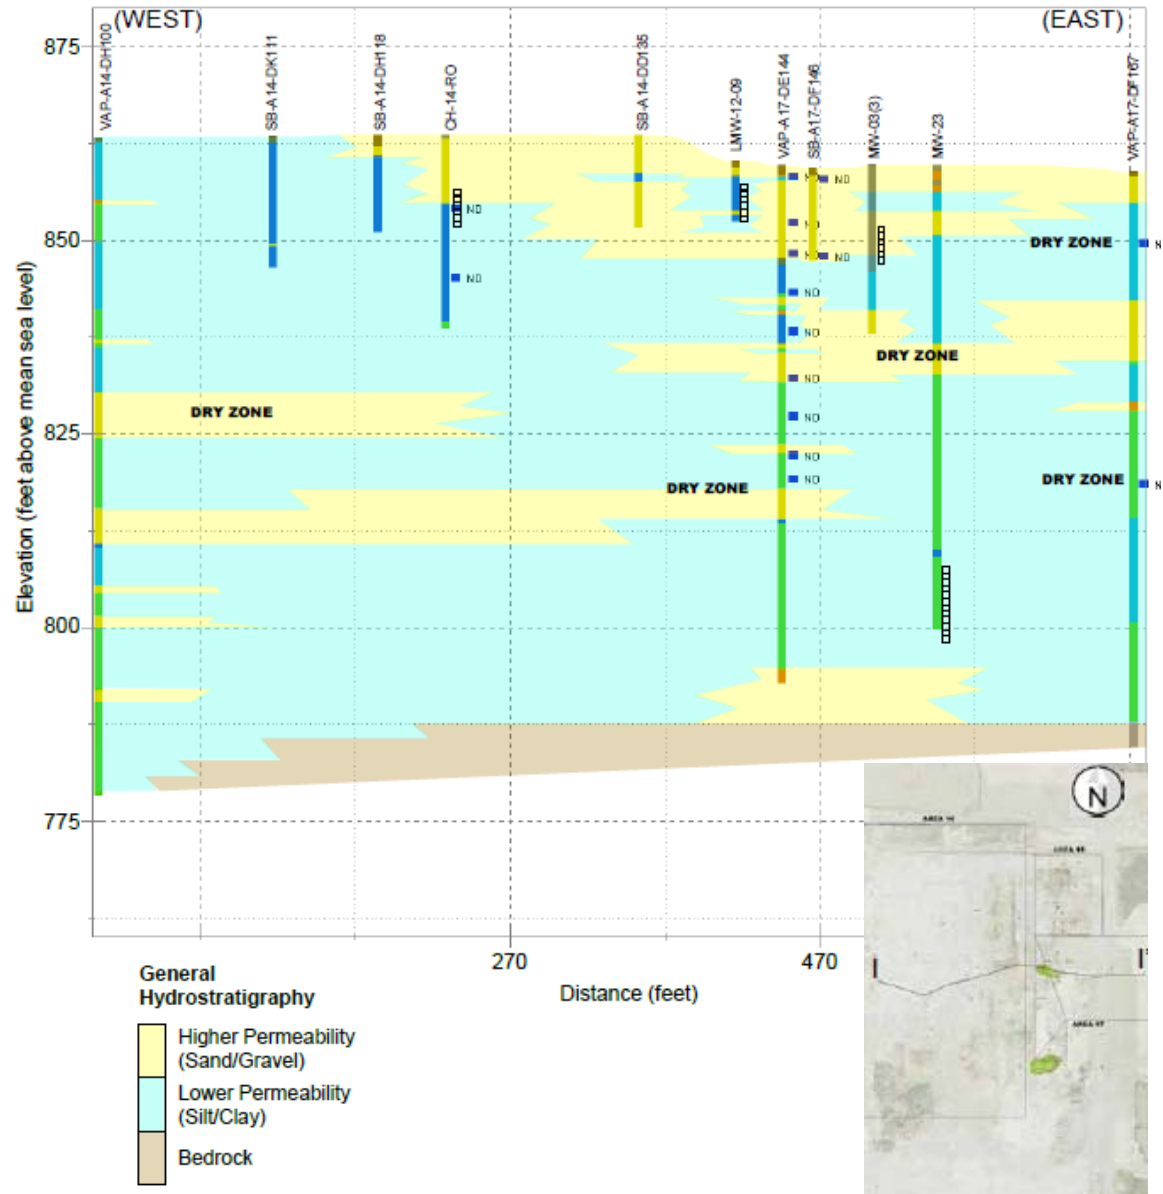 (WEST)
(EAST)
875
850
825
800
775
Elevation (feet above mean sea level)
VAP-A14-DH100
SB-A14-DK111
SB-A14-DH118
CH-14-RO
SB-A14-DD135
LMW-12-09
VAP-A17-DE144
SB-A17-DF146
MW-03(3)
MW-23
VAP-A17-DF167
ND
ND
ND
ND
ND
ND
ND
ND
ND
ND
ND
ND
ND
N
N
DRY ZONE
DRY ZONE
DRY ZONE
DRY ZONE
DRY ZONE
270
470
Distance (feet)
General
Hydrostratigraphy
Higher Permeability
(Sand/Gravel)
Lower Permeability
(Silt/Clay)
Bedrock
N
I
I'